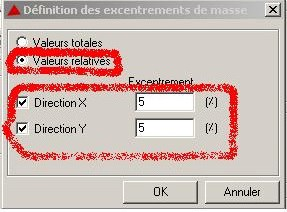 Définition des excentrements de masse
Valeurs totales
Valeurs relatives
Excentrement
Direction X 5 (%)
Direction Y 5 (%)
OK Annuler